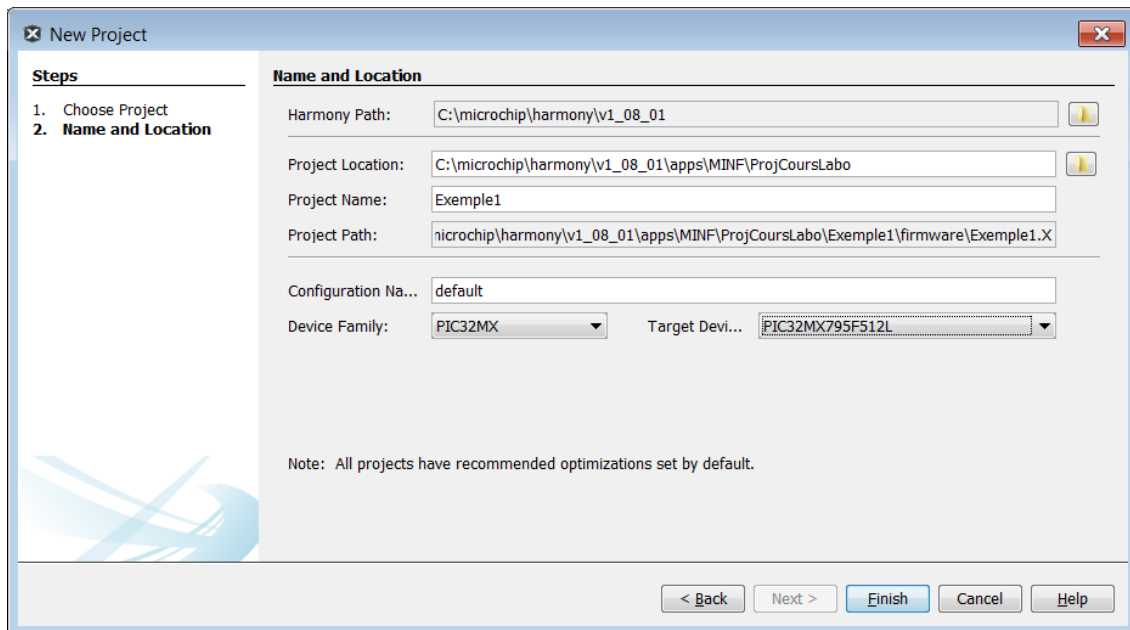 New Project
Steps
1. Choose Project
2. Name and Location
Name and Location
Harmony Path: C:\microchip\harmony\v1_08_01
Project Location: C:\microchip\harmony\v1_08_01\apps\MINF\ProjCoursLabo
Project Name: Exemple1
Project Path: microchip\harmony\v1_08_01\apps\MINF\ProjCoursLabo\Exemple1\firmware\Exemple1.X
Configuration Na... default
Device Family: PIC32MX Target Devi... PIC32MX795F512L
Note: All projects have recommended optimizations set by default.
< Back Next > Finish Cancel Help